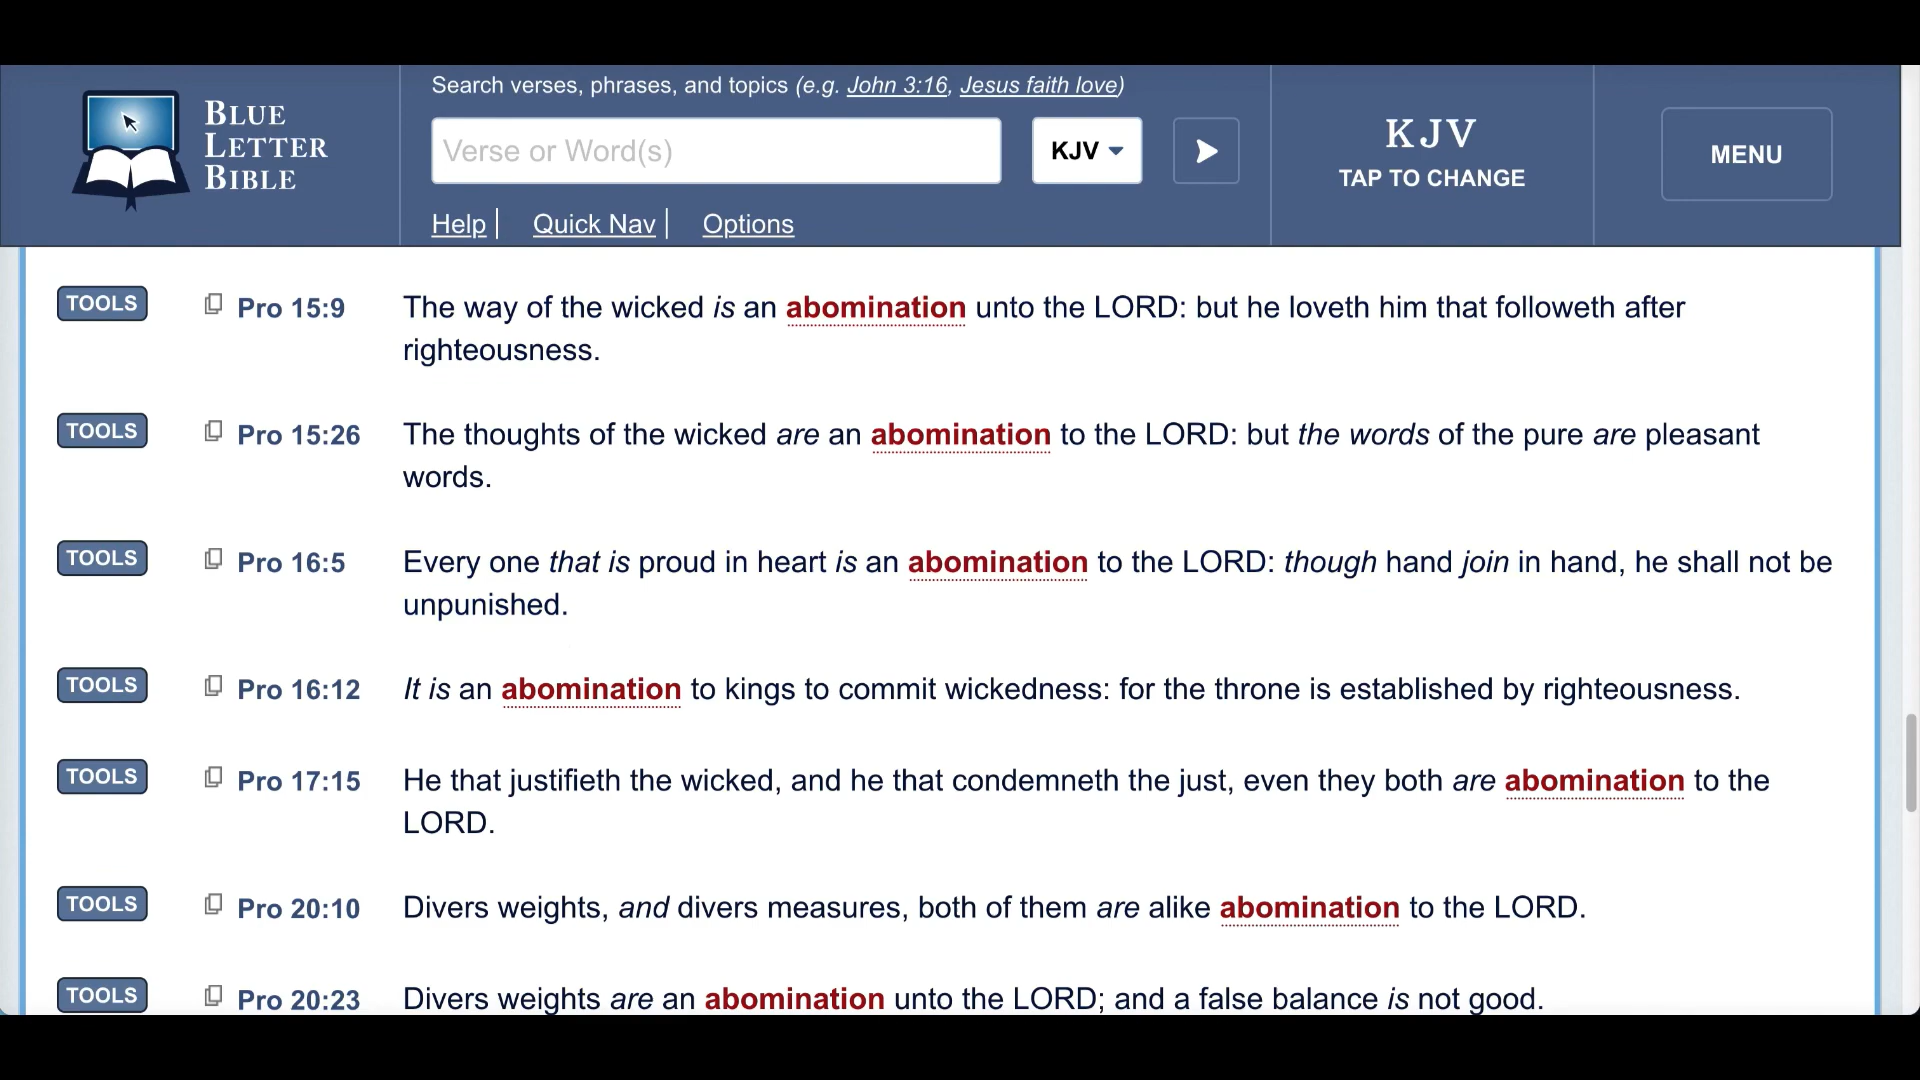 Search verses, phrases, and topics (e.g. John 3:16, Jesus faith love)
BLUE
LETTER
BIBLE
Verse or Word(s)
KJV
KJV
TAP TO CHANGE
MENU
Help
Quick Nav
Options
TOOLS Pro 15:9 The way of the wicked is an abomination unto the LORD: but he loveth him that followeth after
righteousness.
TOOLS Pro 15:26 The thoughts of the wicked are an abomination to the LORD: but the words of the pure are pleasant
words.
TOOLS Pro 16:5 Every one that is proud in heart is an abomination to the LORD: though hand join in hand, he shall not be
unpunished.
TOOLS Pro 16:12 It is an abomination to kings to commit wickedness: for the throne is established by righteousness.
TOOLS Pro 17:15 He that justifieth the wicked, and he that condemneth the just, even they both are abomination to the
LORD.
TOOLS Pro 20:10 Divers weights, and divers measures, both of them are alike abomination to the LORD.
TOOLS Pro 20:23 Divers weights are an abomination unto the LORD; and a false balance is not good.